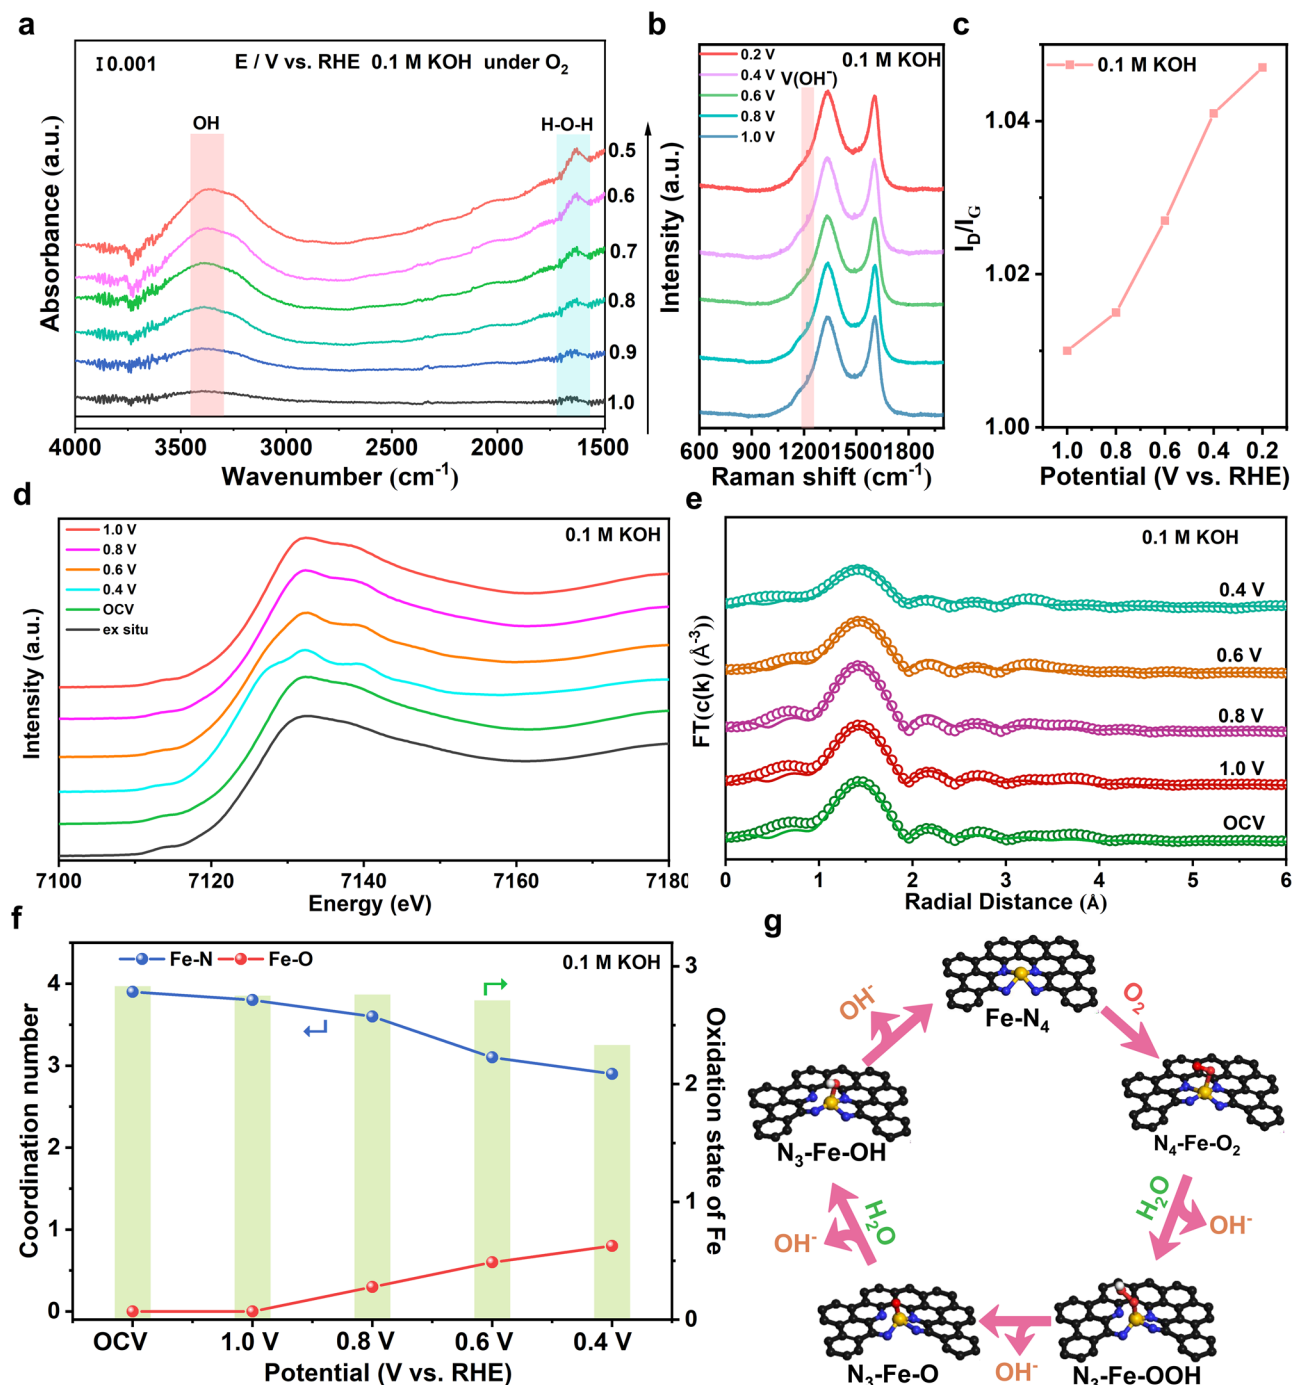 a
I 0.001
E / V vs. RHE 0.1 M KOH under O2
OH
H-O-H
0.5
0.6
0.7
0.8
0.9
1.0
Absorbance (a.u.)
4000 3500 3000 2500 2000 1500
Wavenumber (cm-1)
b
0.2 V
0.4 V
0.6 V
0.8 V
1.0 V
0.1 M KOH
V(OH-)
Intensity (a.u.)
600 900 1200 1500 1800
Raman shift (cm-1)
c
0.1 M KOH
1.04
1.02
1.00
ID/IG
1.0 0.8 0.6 0.4 0.2
Potential (V vs. RHE)
d
1.0 V
0.8 V
0.6 V
0.4 V
OCV
ex situ
0.1 M KOH
Intensity (a.u.)
7100 7120 7140 7160 7180
Energy (eV)
e
0.1 M KOH
0.4 V
0.6 V
0.8 V
1.0 V
OCV
FT(c(k) (Å-3))
0 1 2 3 4 5 6
Radial Distance (Å)
f
Fe-N Fe-O
0.1 M KOH
4
3
2
1
0
Coordination number
3
2
1
0
Oxidation state of Fe
OCV 1.0 V 0.8 V 0.6 V 0.4 V
Potential (V vs. RHE)
g
Fe-N4
O2
N4-Fe-O2
H2O
OH-
N3-Fe-OOH
OH-
N3-Fe-O
H2O
OH-
N3-Fe-OH
OH-